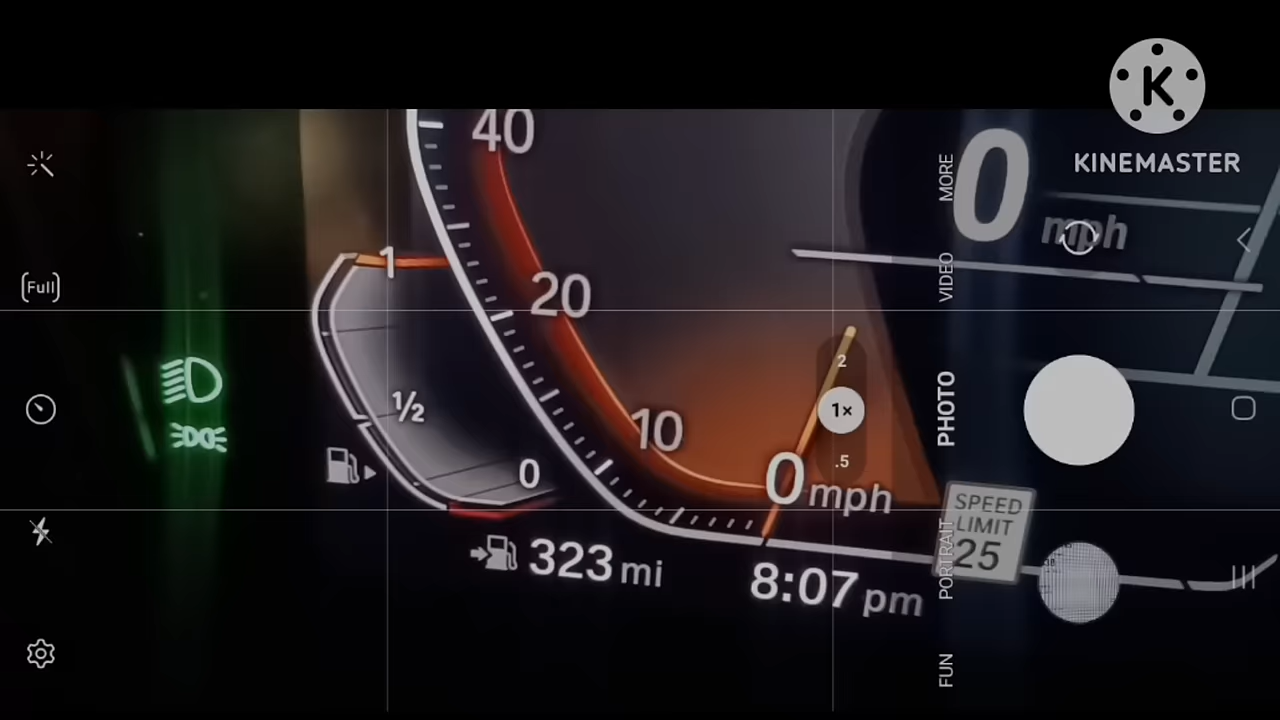 K
KINEMASTER
40
0
mph
MORE
1
VIDEO
20
Full
2
½
1×
PHOTO
10
.5
0
0 mph
SPEED
LIMIT
25
PORTRAIT
323 mi
8:07 pm
FUN